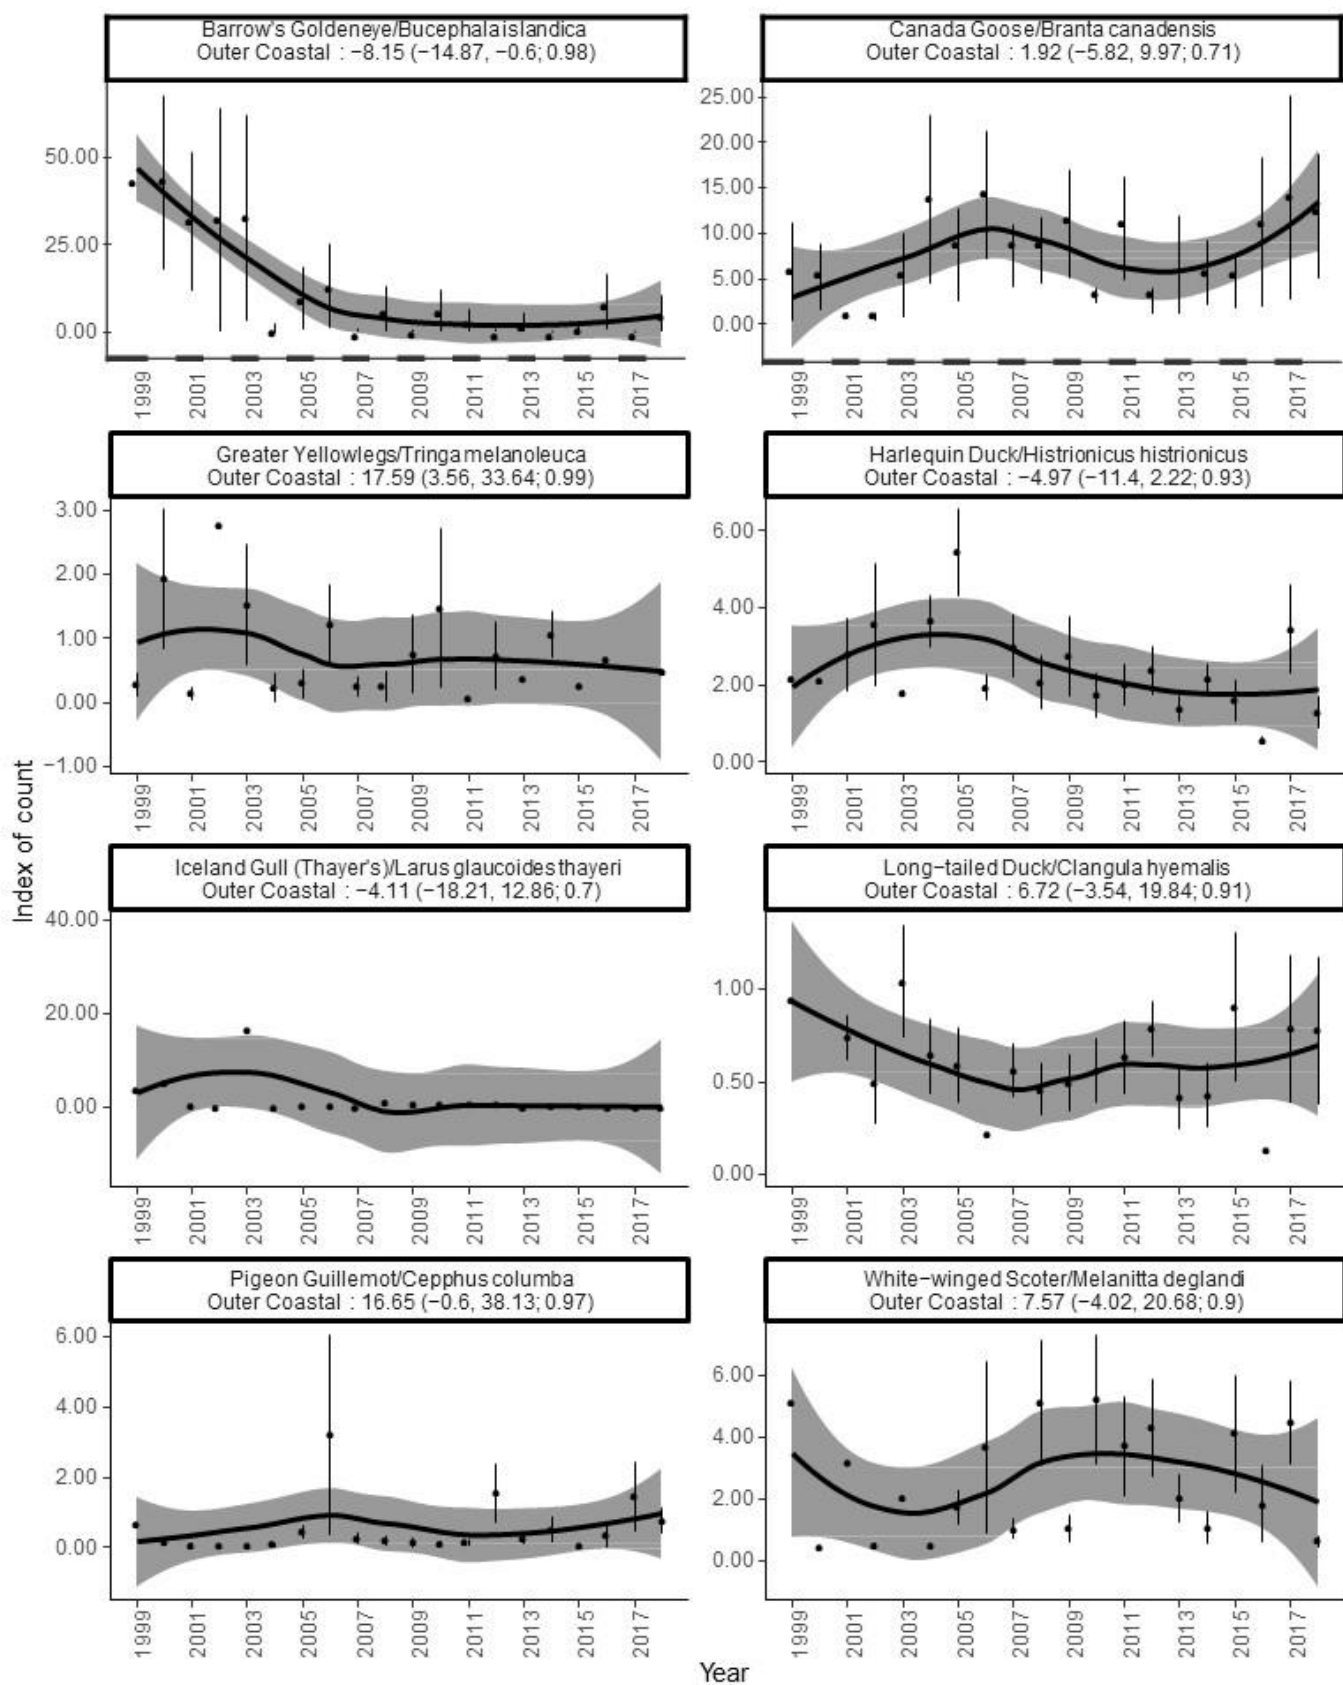 Barrow's Goldeneye/Bucephala islandica
Outer Coastal : −8.15 (−14.87, −0.6; 0.98)
50.00
25.00
0.00
1999 2001 2003 2005 2007 2009 2011 2013 2015 2017
Canada Goose/Branta canadensis
Outer Coastal : 1.92 (−5.82, 9.97; 0.71)
25.00
20.00
15.00
10.00
5.00
0.00
1999 2001 2003 2005 2007 2009 2011 2013 2015 2017
Greater Yellowlegs/Tringa melanoleuca
Outer Coastal : 17.59 (3.56, 33.64; 0.99)
3.00
2.00
1.00
0.00
−1.00
1999 2001 2003 2005 2007 2009 2011 2013 2015 2017
Harlequin Duck/Histrionicus histrionicus
Outer Coastal : −4.97 (−11.4, 2.22; 0.93)
6.00
4.00
2.00
0.00
1999 2001 2003 2005 2007 2009 2011 2013 2015 2017
Index of count
Iceland Gull (Thayer's)/Larus glaucoides thayeri
Outer Coastal : −4.11 (−18.21, 12.86; 0.7)
40.00
20.00
0.00
1999 2001 2003 2005 2007 2009 2011 2013 2015 2017
Long−tailed Duck/Clangula hyemalis
Outer Coastal : 6.72 (−3.54, 19.84; 0.91)
1.00
0.50
0.00
1999 2001 2003 2005 2007 2009 2011 2013 2015 2017
Pigeon Guillemot/Cepphus columba
Outer Coastal : 16.65 (−0.6, 38.13; 0.97)
6.00
4.00
2.00
0.00
1999 2001 2003 2005 2007 2009 2011 2013 2015 2017
White−winged Scoter/Melanitta deglandi
Outer Coastal : 7.57 (−4.02, 20.68; 0.9)
6.00
4.00
2.00
0.00
1999 2001 2003 2005 2007 2009 2011 2013 2015 2017
Year